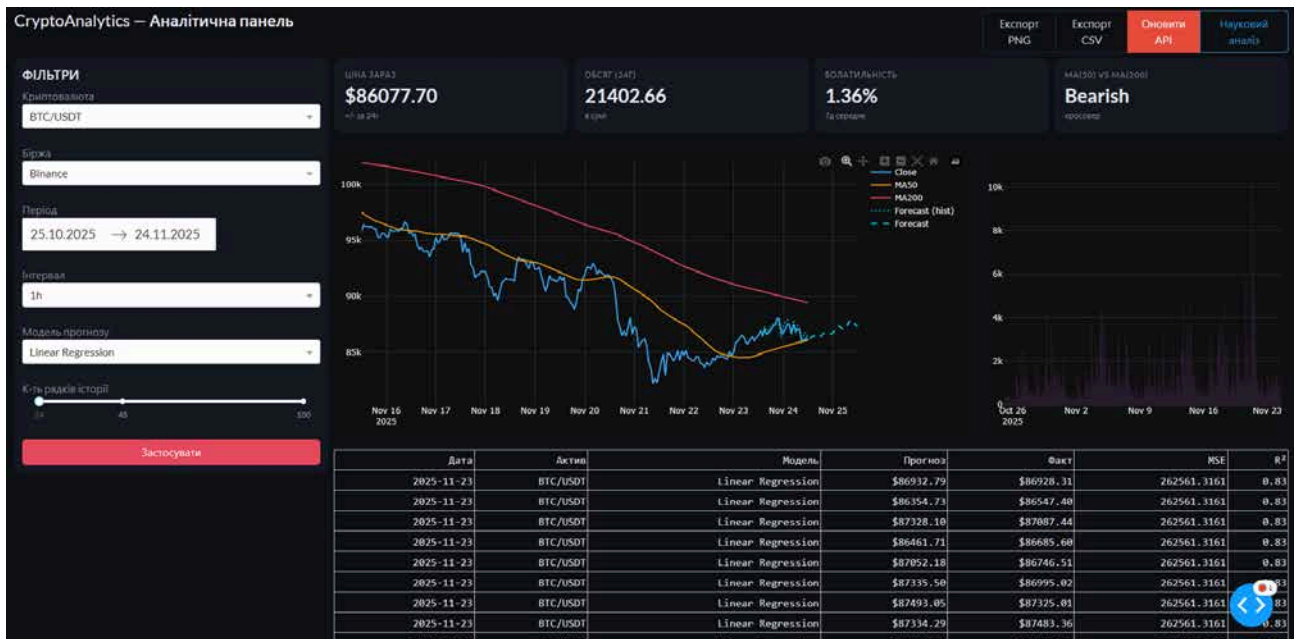 CryptoAnalytics — Аналітична панель
Експорт PNG
Експорт CSV
Оновити API
Науковий аналіз
ФІЛЬТРИ
Криптовалюта
BTC/USDT
Біржа
Binance
Період
25.10.2025 → 24.11.2025
Інтервал
1h
Модель прогнозу
Linear Regression
К-ть рядків історії
24 45 100
Застосувати
ЦІНА ЗАРАЗ
$86077.70
+/- за 24г
ОБСЯГ (24Г)
21402.66
в сумі
ВОЛАТИЛЬНІСТЬ
1.36%
7д середнє
MA(50) VS MA(200)
Bearish
кросовер
Close
MA50
MA200
Forecast (hist)
Forecast
100k
95k
90k
85k
Nov 16 Nov 17 Nov 18 Nov 19 Nov 20 Nov 21 Nov 22 Nov 23 Nov 24 Nov 25
2025
10k
8k
6k
4k
2k
0
Oct 26 Nov 2 Nov 9 Nov 16 Nov 23
2025
Дата Актив Модель Прогноз Факт MSE R²
2025-11-23 BTC/USDT Linear Regression $86932.79 $86928.31 262561.3161 0.83
2025-11-23 BTC/USDT Linear Regression $86354.73 $86547.40 262561.3161 0.83
2025-11-23 BTC/USDT Linear Regression $87328.10 $87087.44 262561.3161 0.83
2025-11-23 BTC/USDT Linear Regression $86461.71 $86685.60 262561.3161 0.83
2025-11-23 BTC/USDT Linear Regression $87052.18 $86746.51 262561.3161 0.83
2025-11-23 BTC/USDT Linear Regression $87335.50 $86995.02 262561.3161 83
2025-11-23 BTC/USDT Linear Regression $87493.05 $87325.01 262561.3161 83
2025-11-23 BTC/USDT Linear Regression $87334.29 $87483.36 262561.3161 0.83